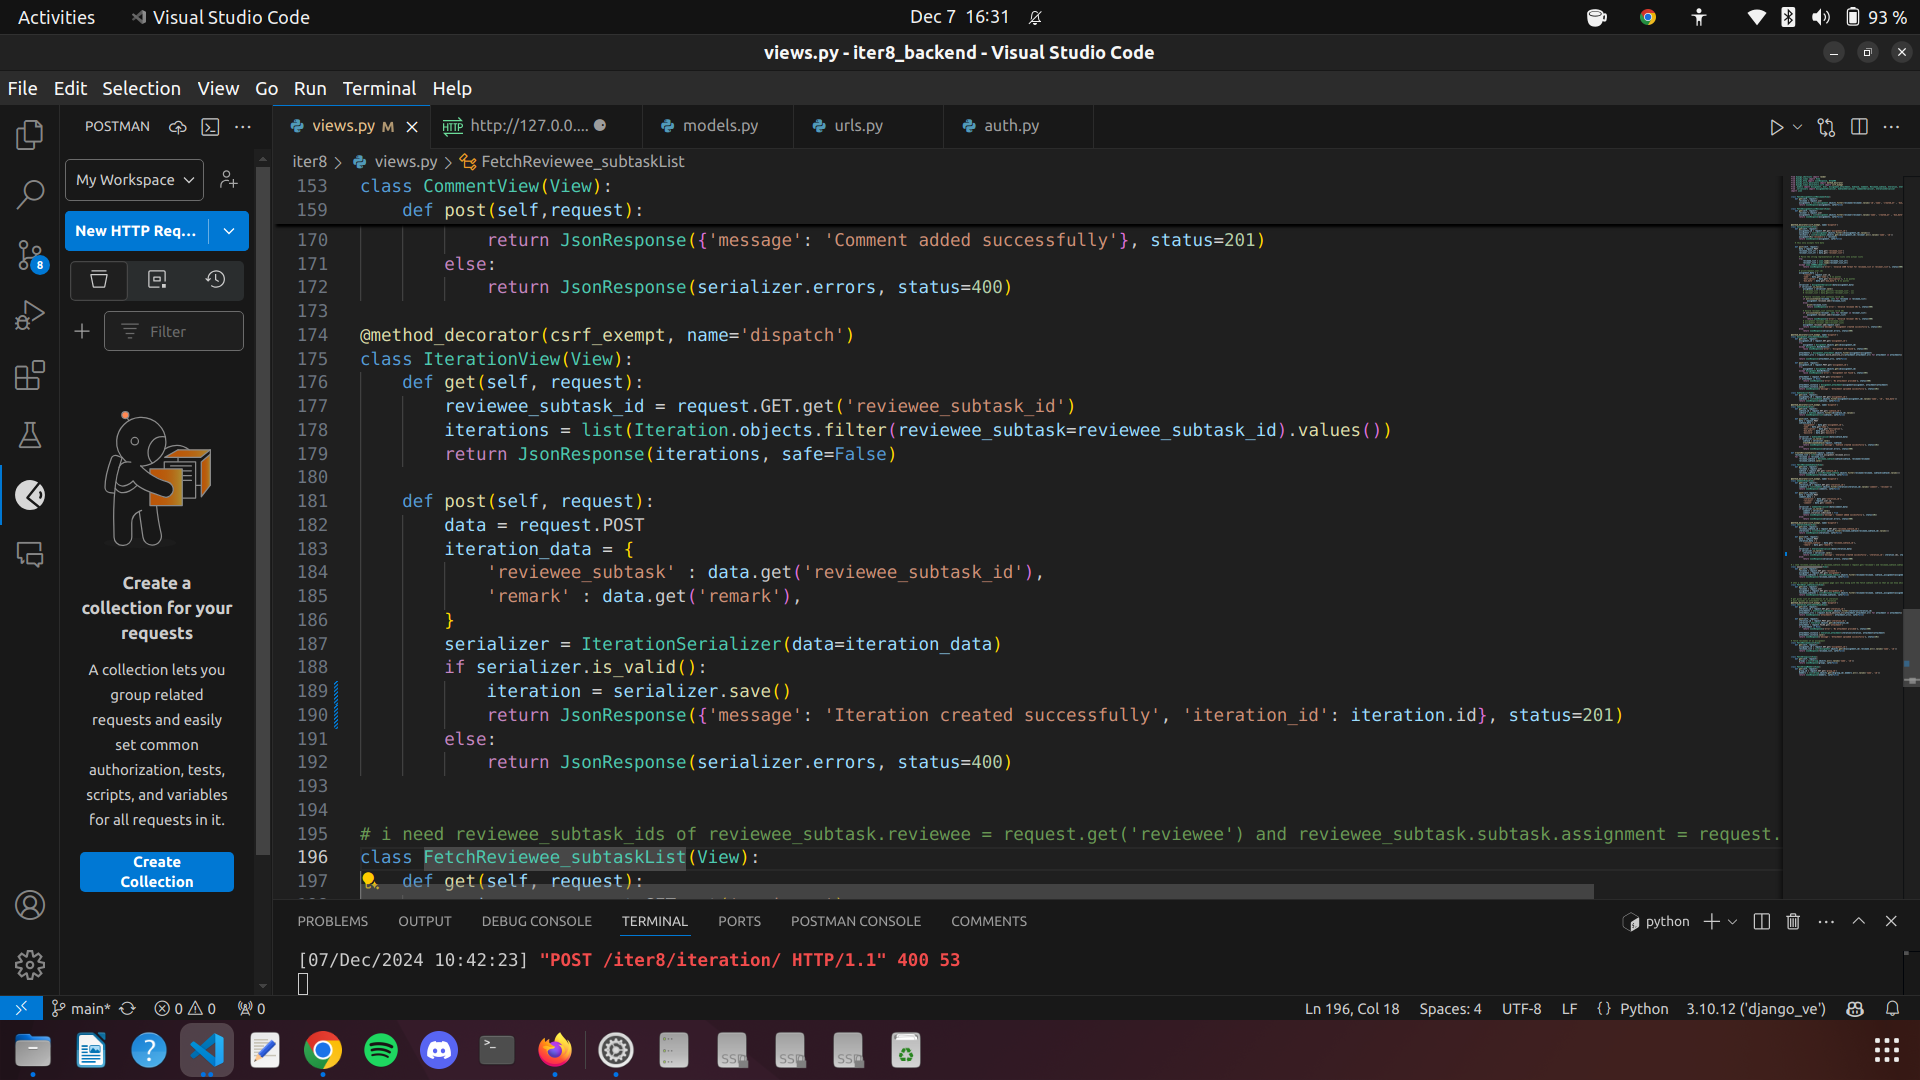 Activities
Visual Studio Code
Dec 7 16:31
93 %
views.py - iter8_backend - Visual Studio Code
File Edit Selection View Go Run Terminal Help
POSTMAN
views.py M
HTTP http://127.0.0....
models.py
urls.py
auth.py
My Workspace
New HTTP Req...
Filter
8
Create a
collection for your
requests
A collection lets you
group related
requests and easily
set common
authorization, tests,
scripts, and variables
for all requests in it.
Create
Collection
iter8 > views.py > FetchReviewee_subtaskList
153 class CommentView(View):
159     def post(self,request):
170             return JsonResponse({'message': 'Comment added successfully'}, status=201)
171         else:
172             return JsonResponse(serializer.errors, status=400)
173
174 @method_decorator(csrf_exempt, name='dispatch')
175 class IterationView(View):
176     def get(self, request):
177         reviewee_subtask_id = request.GET.get('reviewee_subtask_id')
178         iterations = list(Iteration.objects.filter(reviewee_subtask=reviewee_subtask_id).values())
179         return JsonResponse(iterations, safe=False)
180
181     def post(self, request):
182         data = request.POST
183         iteration_data = {
184             'reviewee_subtask' : data.get('reviewee_subtask_id'),
185             'remark' : data.get('remark'),
186         }
187         serializer = IterationSerializer(data=iteration_data)
188         if serializer.is_valid():
189             iteration = serializer.save()
190             return JsonResponse({'message': 'Iteration created successfully', 'iteration_id': iteration.id}, status=201)
191         else:
192             return JsonResponse(serializer.errors, status=400)
193
194
195 # i need reviewee_subtask_ids of reviewee_subtask.reviewee = request.get('reviewee') and reviewee_subtask.subtask.assignment = request.
196 class FetchReviewee_subtaskList(View):
197     def get(self, request):
PROBLEMS OUTPUT DEBUG CONSOLE TERMINAL PORTS POSTMAN CONSOLE COMMENTS
python
[07/Dec/2024 10:42:23] "POST /iter8/iteration/ HTTP/1.1" 400 53
main* 0 0 0
Ln 196, Col 18 Spaces: 4 UTF-8 LF {} Python 3.10.12 ('django_ve')
SSD SSD SSD